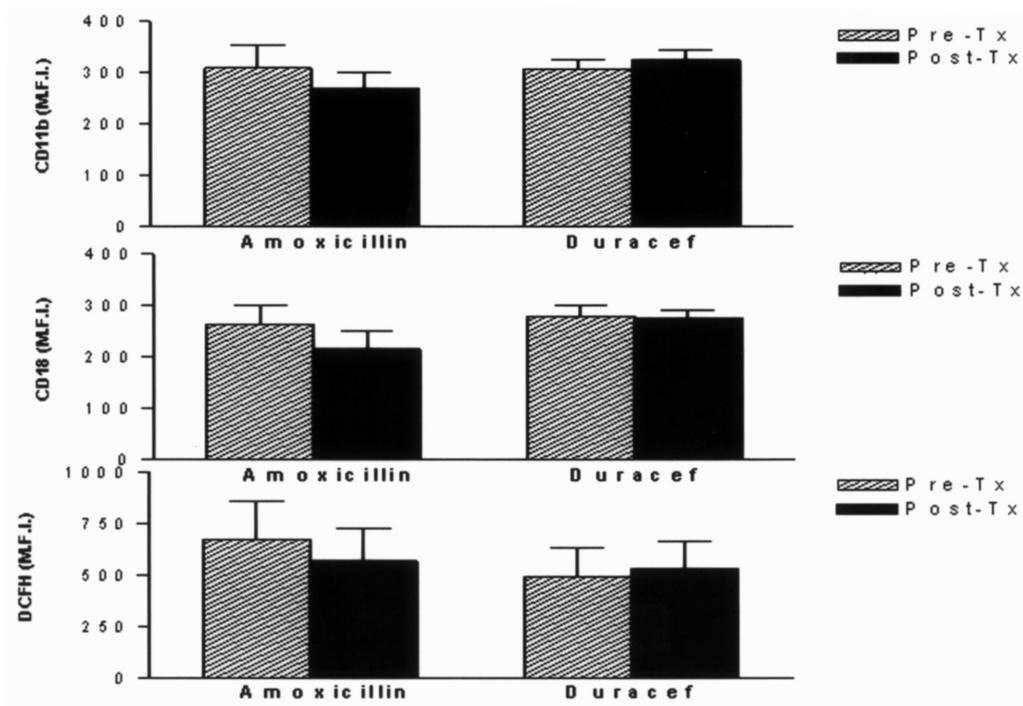 400
300
200
100
0
CD11b (M.F.I.)
Pre-Tx
Post-Tx
Amoxicillin Duracef
400
300
200
100
0
CD18 (M.F.I.)
Pre-Tx
Post-Tx
Amoxicillin Duracef
1000
750
500
250
0
DCFH (M.F.I.)
Pre-Tx
Post-Tx
Amoxicillin Duracef